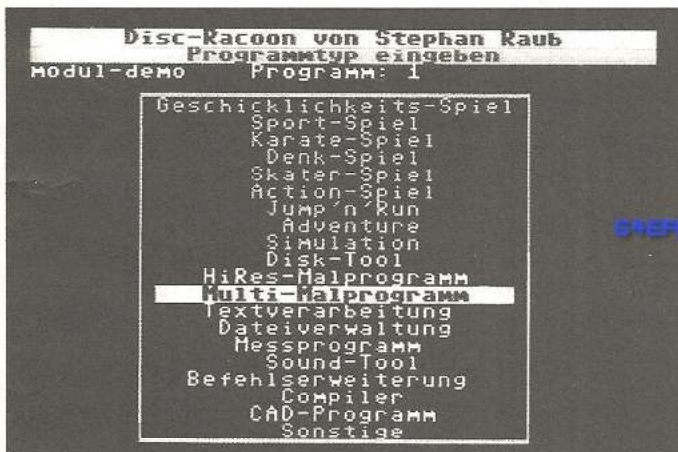 Disc-Racoon von Stephan Raub
Programmtyp eingeben
modul-demo Programm: 1
Geschicklichkeits-Spiel
Sport-Spiel
Karate-Spiel
Denk-Spiel
Skater-Spiel
Action-Spiel
Jump'n'Run
Adventure
Simulation
Disk-Tool
HiRes-Malprogramm
Multi-Malprogramm
Textverarbeitung
Dateiverwaltung
Messprogramm
Sound-Tool
Befehlserweiterung
Compiler
CAD-Programm
Sonstige